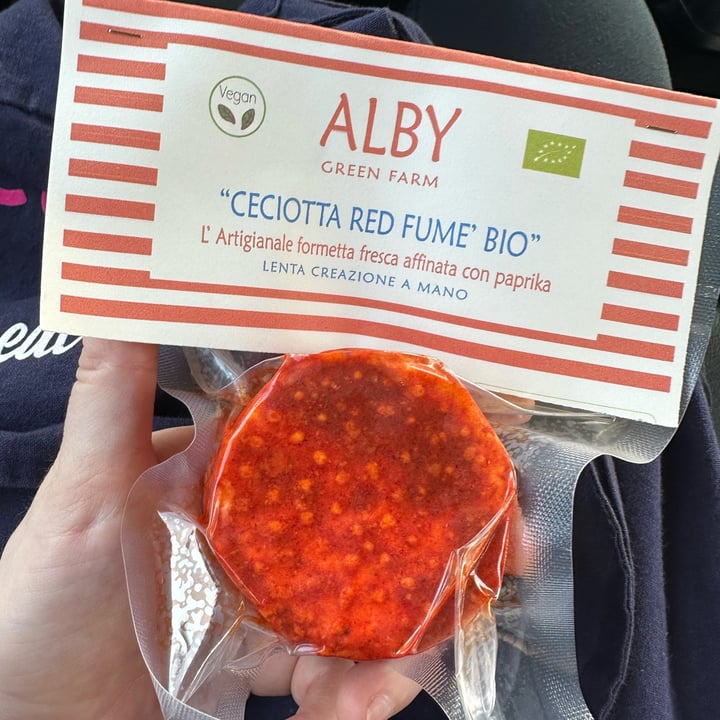 Vegan
ALBY
GREEN FARM
“CECIOTTA RED FUME’ BIO”
L’ Artigianale formetta fresca affinata con paprika
LENTA CREAZIONE A MANO